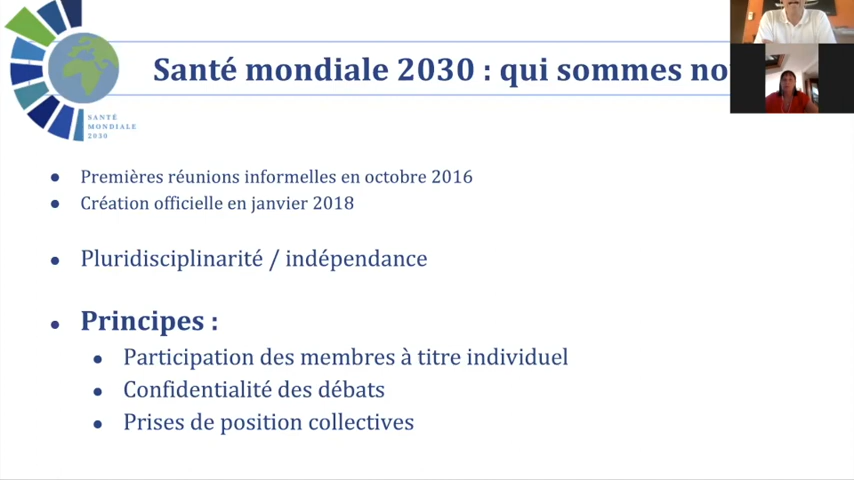 Santé mondiale 2030 : qui sommes no
SANTÉ
MONDIALE
2030
● Premières réunions informelles en octobre 2016
● Création officielle en janvier 2018
● Pluridisciplinarité / indépendance
● Principes :
● Participation des membres à titre individuel
● Confidentialité des débats
● Prises de position collectives